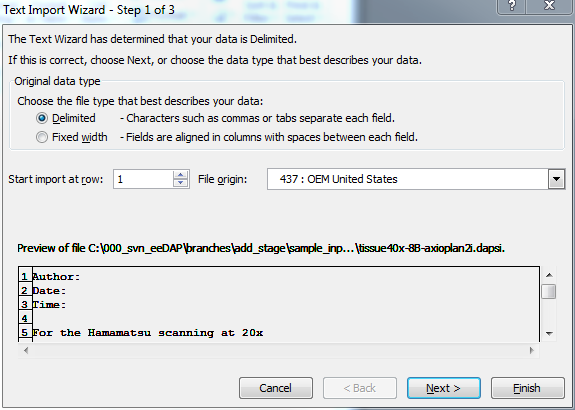 Text Import Wizard - Step 1 of 3
The Text Wizard has determined that your data is Delimited.
If this is correct, choose Next, or choose the data type that best describes your data.
Original data type
Choose the file type that best describes your data:
Delimited - Characters such as commas or tabs separate each field.
Fixed width - Fields are aligned in columns with spaces between each field.
Start import at row: 1 File origin: 437 : OEM United States
Preview of file C:\000_svn_eeDAP\branches\add_stage\sample_inp...\tissue40x-8B-axioplan2i.dapsi.
1 Author:
2 Date:
3 Time:
4
5 For the Hamamatsu scanning at 20x
Cancel < Back Next > Finish